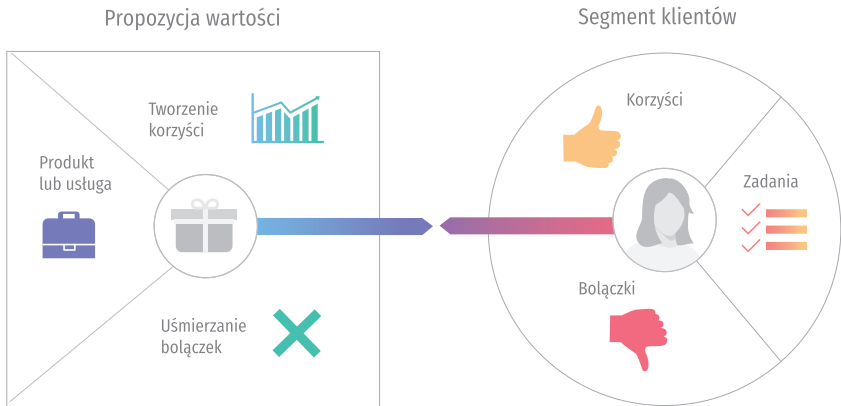 Propozycja wartości
Segment klientów
Tworzenie
korzyści
Produkt
lub usługa
Uśmierzanie
bolączek
Korzyści
Zadania
Bolączki